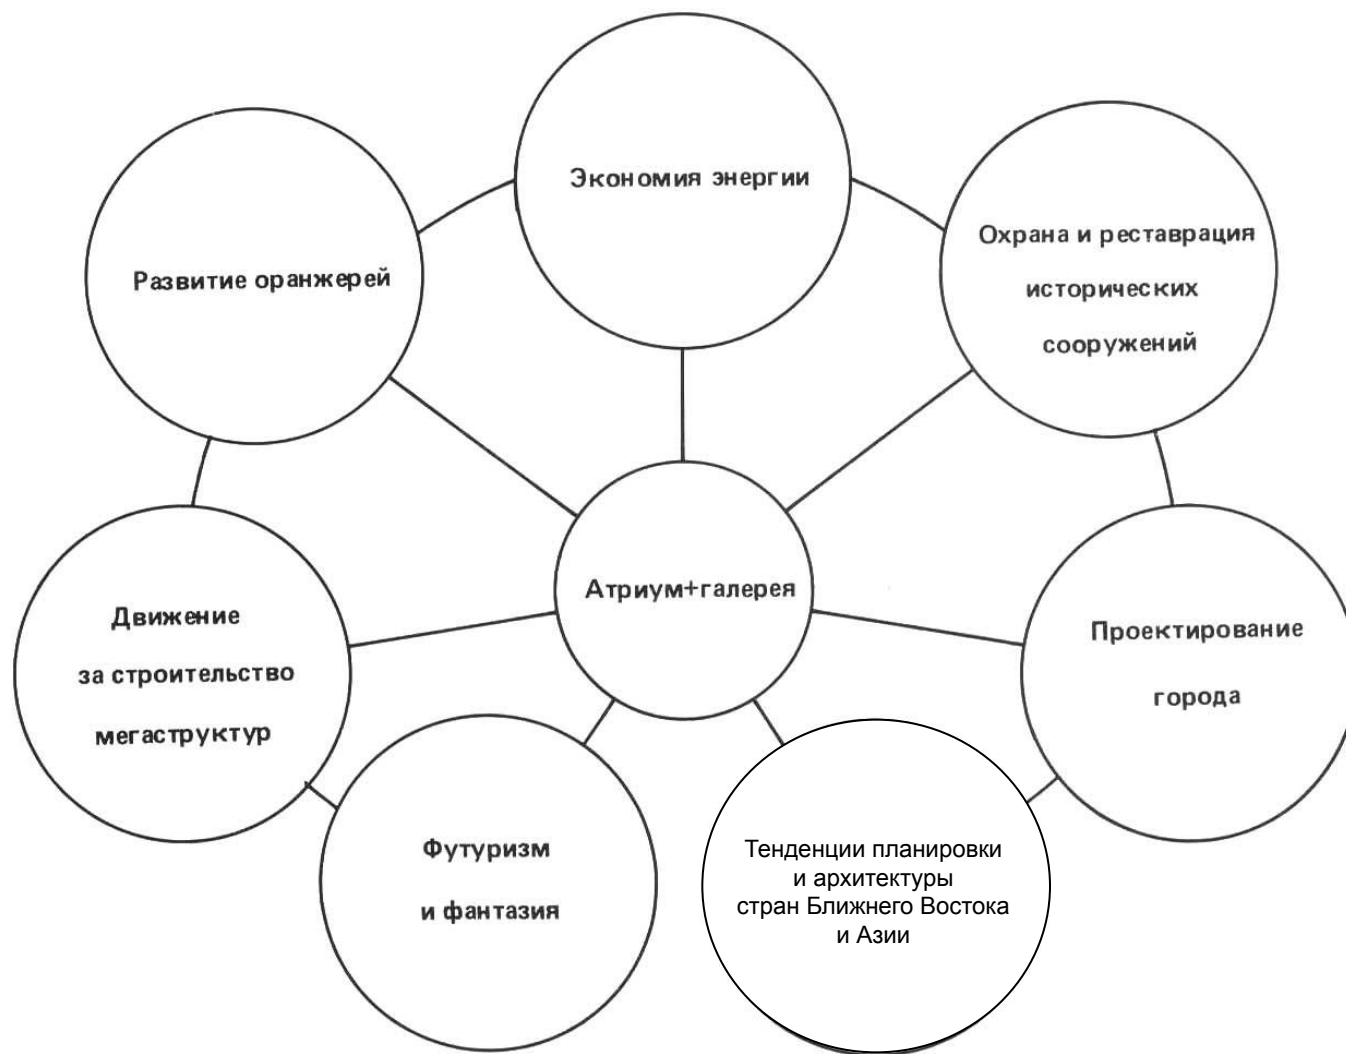 Экономия энергии
Охрана и реставрация
исторических
сооружений
Развитие оранжерей
Атриум+галерея
Движение
за строительство
мегаструктур
Проектирование
города
Футуризм
и фантазия
Тенденции планировки
и архитектуры
стран Ближнего Востока
и Азии